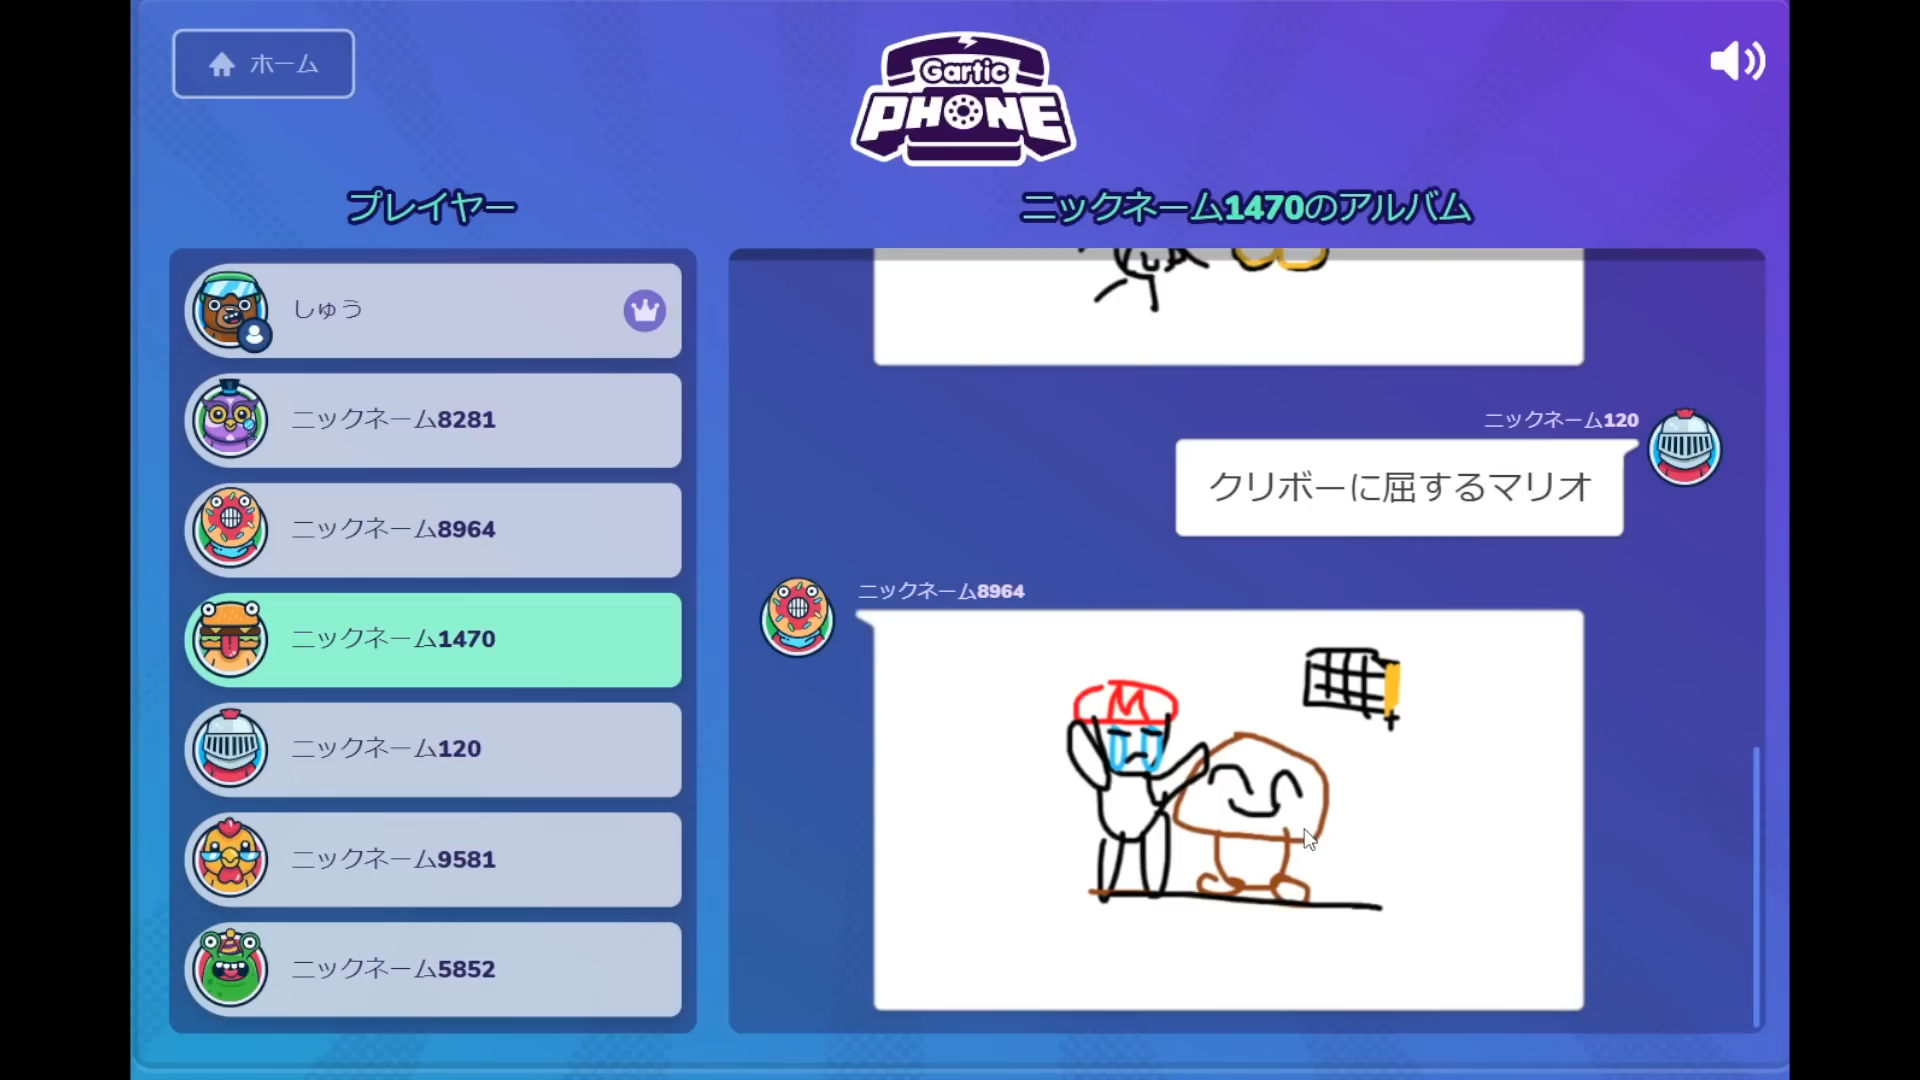 ホーム
Gartic
PHONE
プレイヤー
ニックネーム1470のアルバム
しゅう
ニックネーム8281
ニックネーム8964
ニックネーム1470
ニックネーム120
ニックネーム9581
ニックネーム5852
ニックネーム120
クリボーに屈するマリオ
ニックネーム8964
M